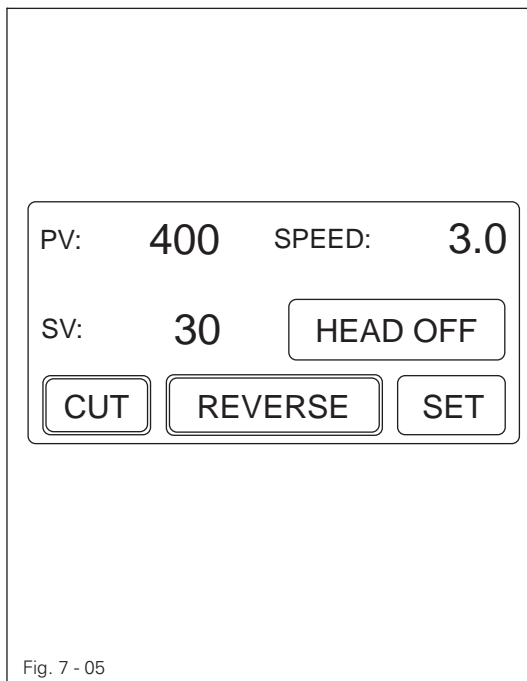 PV: 400 SPEED: 3.0
SV: 30 HEAD OFF
CUT REVERSE SET
Fig. 7 - 05